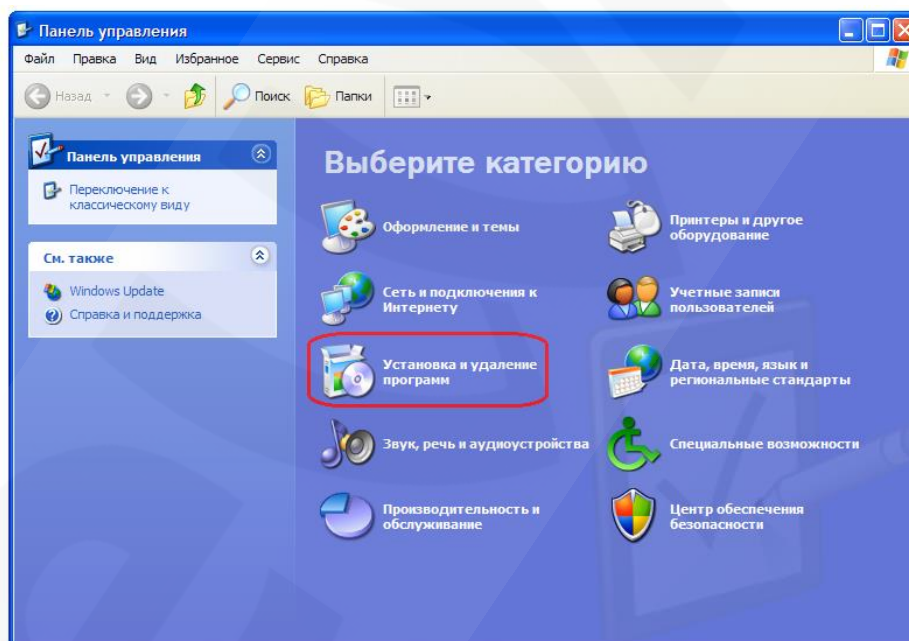 Панель управления
Файл Правка Вид Избранное Сервис Справка
Назад Поиск Папки
Панель управления
Переключение к
классическому виду
См. также
Windows Update
Справка и поддержка
Выберите категорию
Оформление и темы
Принтеры и другое
оборудование
Сеть и подключения к
Интернету
Учетные записи
пользователей
Установка и удаление
программ
Дата, время, язык и
региональные стандарты
Звук, речь и аудиоустройства
Специальные возможности
Производительность и
обслуживание
Центр обеспечения
безопасности